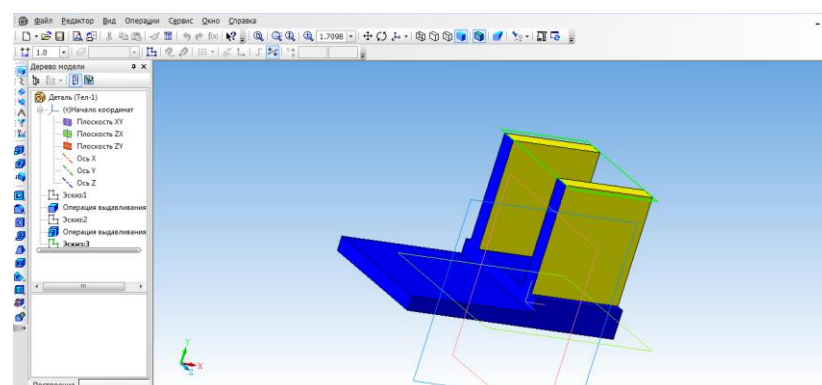 Файл Редактор Вид Операции Сервис Окно Справка
1.7098
1.0
Дерево модели
Деталь (Тел-1)
(т)Начало координат
Плоскость XY
Плоскость ZX
Плоскость ZY
Ось X
Ось Y
Ось Z
Эскиз:1
Операция выдавливания
Эскиз:2
Операция выдавливания
Эскиз:3
Y
X
Z